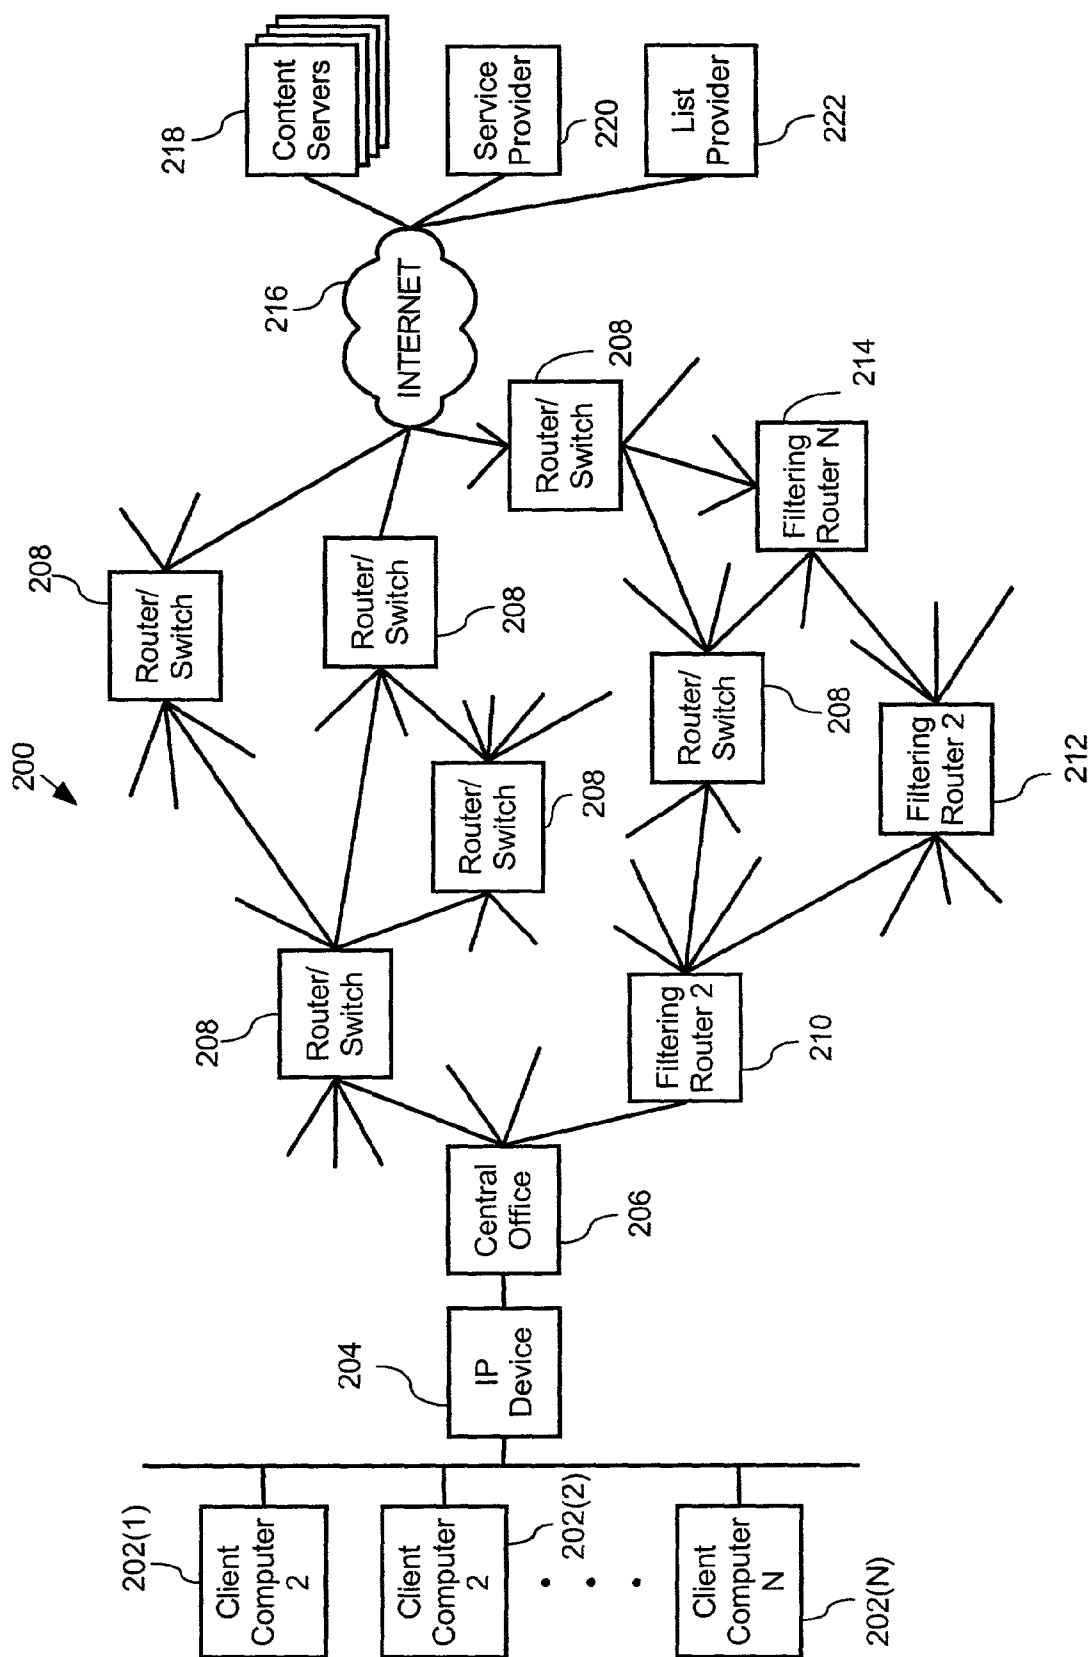 200
202(1)
Client
Computer
2
Client
Computer
2
202(2)
Client
Computer
N
202(N)
204
IP
Device
Central
Office
206
208
Router/
Switch
Filtering
Router 2
210
208
Router/
Switch
Router/
Switch
208
Router/
Switch
208
Router/
Switch
208
Filtering
Router 2
212
Router/
Switch
208
Filtering
Router N
214
216
INTERNET
218
Content
Servers
Service
Provider
220
List
Provider
222